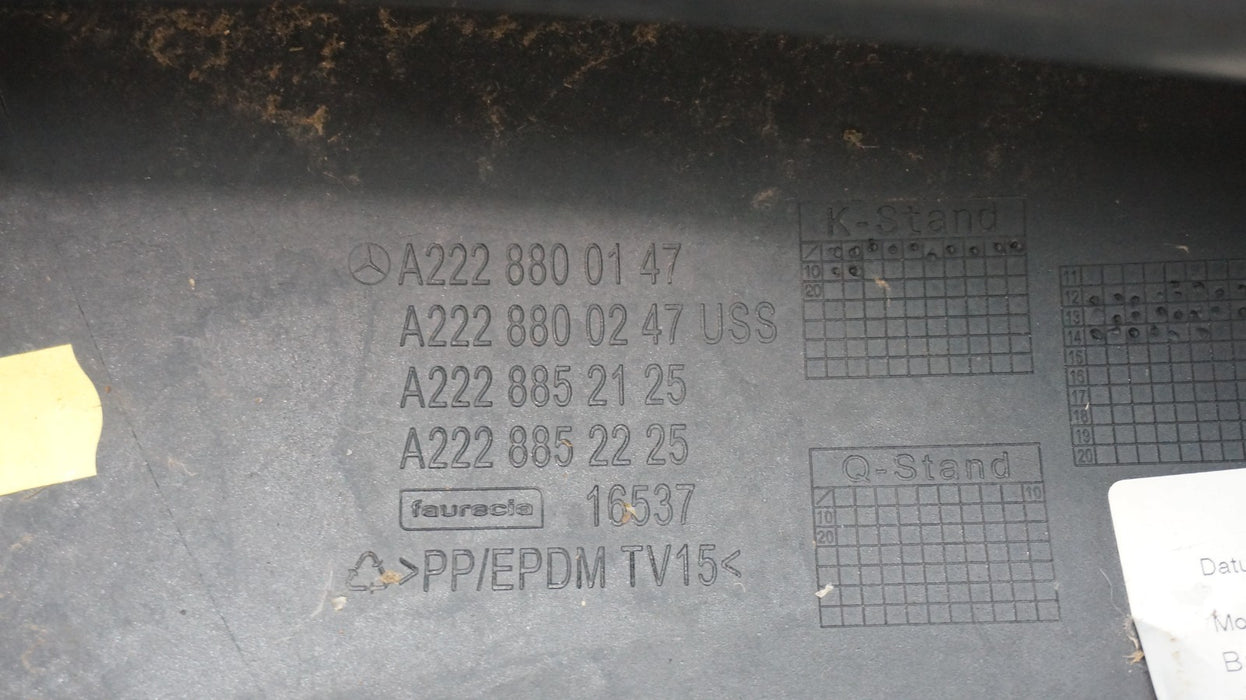 A222 880 01 47
A222 880 02 47 USS
A222 885 21 25
A222 885 22 25
faurecia 16537
>PP/EPDM TV15<
K-Stand
10
20
Q-Stand
10
10
20
11
12
13
14
15
16
17
18
19
20
Datu
Mo
B